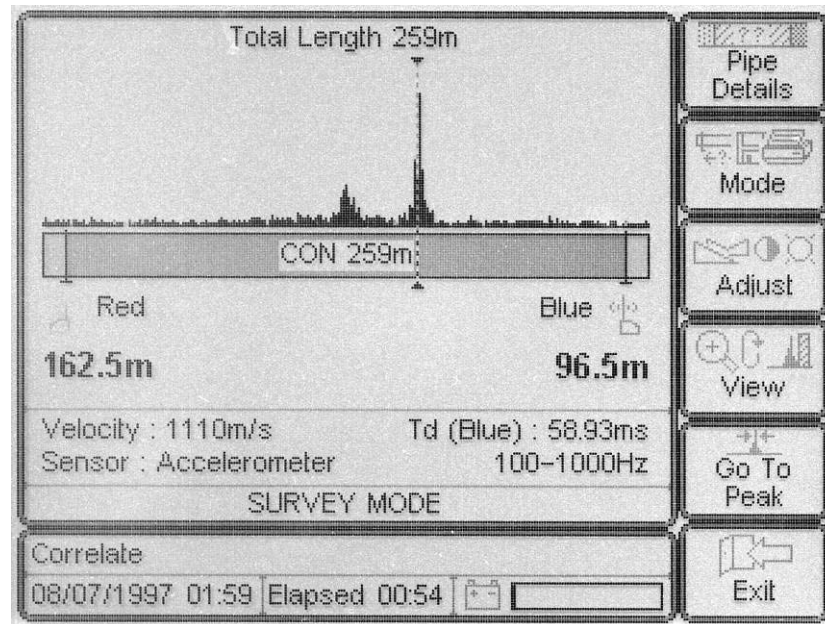 Total Length 259m
CON 259m
Red
Blue
162.5m
96.5m
Velocity : 1110m/s
Td (Blue) : 58.93ms
Sensor : Accelerometer
100-1000Hz
SURVEY MODE
Correlate
08/07/1997 01:59
Elapsed 00:54
Pipe
Details
Mode
Adjust
View
Go To
Peak
Exit